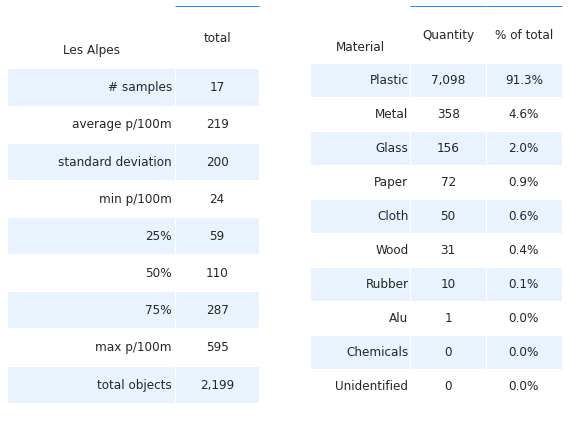 Les Alpes total
# samples 17
average p/100m 219
standard deviation 200
min p/100m 24
25% 59
50% 110
75% 287
max p/100m 595
total objects 2,199
Material Quantity % of total
Plastic 7,098 91.3%
Metal 358 4.6%
Glass 156 2.0%
Paper 72 0.9%
Cloth 50 0.6%
Wood 31 0.4%
Rubber 10 0.1%
Alu 1 0.0%
Chemicals 0 0.0%
Unidentified 0 0.0%